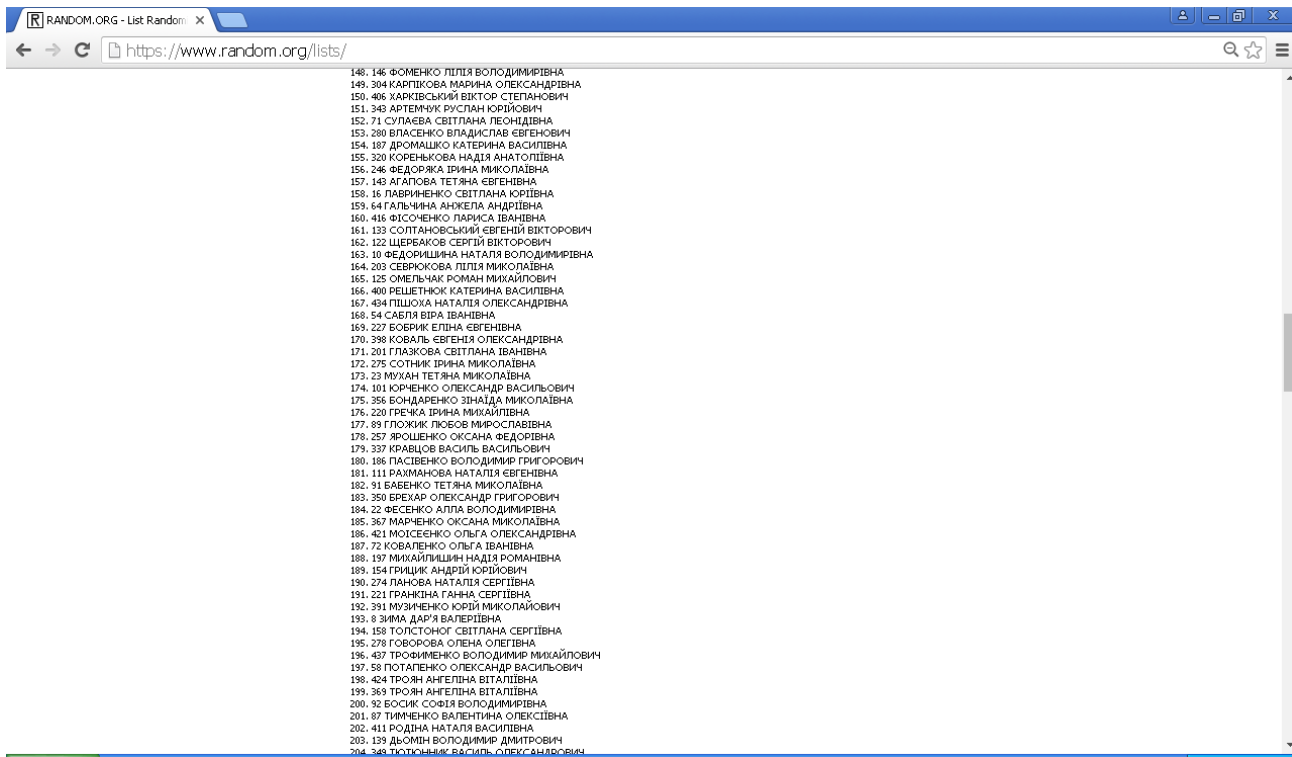 RANDOM.ORG - List Random
https://www.random.org/lists/
148. 146 ФОМЕНКО ЛІЛІЯ ВОЛОДИМИРІВНА
149. 304 КАРПІКОВА МАРИНА ОЛЕКСАНДРІВНА
150. 406 ХАРКІВСЬКИЙ ВІКТОР СТЕПАНОВИЧ
151. 343 АРТЕМЧУК РУСЛАН ЮРІЙОВИЧ
152. 71 СУЛАЄВА СВІТЛАНА ЛЕОНІДІВНА
153. 280 ВЛАСЕНКО ВЛАДИСЛАВ ЄВГЕНОВИЧ
154. 187 ДРОМАШКО КАТЕРИНА ВАСИЛІВНА
155. 320 КОРЕНЬКОВА НАДІЯ АНАТОЛІЇВНА
156. 246 ФЕДОРЯКА ІРИНА МИКОЛАЇВНА
157. 143 АГАПОВА ТЕТЯНА ЄВГЕНІВНА
158. 16 ЛАВРИНЕНКО СВІТЛАНА ЮРІЇВНА
159. 64 ГАЛЬЧИНА АНЖЕЛА АНДРІЇВНА
160. 416 ФІСОЧЕНКО ЛАРИСА ІВАНІВНА
161. 133 СОЛТАНОВСЬКИЙ ЄВГЕНІЙ ВІКТОРОВИЧ
162. 122 ЩЕРБАКОВ СЕРГІЙ ВІКТОРОВИЧ
163. 10 ФЕДОРИШИНА НАТАЛЯ ВОЛОДИМИРІВНА
164. 203 СЕВРЮКОВА ЛІЛІЯ МИКОЛАЇВНА
165. 125 ОМЕЛЬЧАК РОМАН МИХАЙЛОВИЧ
166. 400 РЕШЕТНЮК КАТЕРИНА ВАСИЛІВНА
167. 434 ПІШОХА НАТАЛІЯ ОЛЕКСАНДРІВНА
168. 54 САБЛЯ ВІРА ІВАНІВНА
169. 227 БОБРИК ЕЛІНА ЄВГЕНІВНА
170. 398 КОВАЛЬ ЄВГЕНІЯ ОЛЕКСАНДРІВНА
171. 201 ГЛАЗКОВА СВІТЛАНА ІВАНІВНА
172. 275 СОТНИК ІРИНА МИКОЛАЇВНА
173. 23 МУХАН ТЕТЯНА МИКОЛАЇВНА
174. 101 ЮРЧЕНКО ОЛЕКСАНДР ВАСИЛЬОВИЧ
175. 356 БОНДАРЕНКО ЗІНАЇДА МИКОЛАЇВНА
176. 220 ГРЕЧКА ІРИНА МИХАЙЛІВНА
177. 89 ГЛОЖИК ЛЮБОВ МИРОСЛАВІВНА
178. 257 ЯРОШЕНКО ОКСАНА ФЕДОРІВНА
179. 337 КРАВЦОВ ВАСИЛЬ ВАСИЛЬОВИЧ
180. 186 ПАСІВЕНКО ВОЛОДИМИР ГРИГОРОВИЧ
181. 111 РАХМАНОВА НАТАЛІЯ ЄВГЕНІВНА
182. 91 БАБЕНКО ТЕТЯНА МИКОЛАЇВНА
183. 350 БРЕХАР ОЛЕКСАНДР ГРИГОРОВИЧ
184. 22 ФЕСЕНКО АЛЛА ВОЛОДИМИРІВНА
185. 367 МАРЧЕНКО ОКСАНА МИКОЛАЇВНА
186. 421 МОІСЕЄНКО ОЛЬГА ОЛЕКСАНДРІВНА
187. 72 КОВАЛЕНКО ОЛЬГА ІВАНІВНА
188. 197 МИХАЙЛИШИН НАДІЯ РОМАНІВНА
189. 154 ГРИЦИК АНДРІЙ ЮРІЙОВИЧ
190. 274 ЛАНОВА НАТАЛІЯ СЕРГІЇВНА
191. 221 ГРАНКІНА ГАННА СЕРГІЇВНА
192. 391 МУЗИЧЕНКО ЮРІЙ МИКОЛАЙОВИЧ
193. 8 ЗИМА ДАР'Я ВАЛЕРІЇВНА
194. 158 ТОЛСТОНОГ СВІТЛАНА СЕРГІЇВНА
195. 278 ГОВОРОВА ОЛЕНА ОЛЕГІВНА
196. 437 ТРОФИМЕНКО ВОЛОДИМИР МИХАЙЛОВИЧ
197. 58 ПОТАПЕНКО ОЛЕКСАНДР ВАСИЛЬОВИЧ
198. 424 ТРОЯН АНГЕЛІНА ВІТАЛІЇВНА
199. 369 ТРОЯН АНГЕЛІНА ВІТАЛІЇВНА
200. 92 БОСИК СОФІЯ ВОЛОДИМИРІВНА
201. 87 ТИМЧЕНКО ВАЛЕНТИНА ОЛЕКСІЇВНА
202. 411 РОДІНА НАТАЛЯ ВАСИЛІВНА
203. 139 ДЬОМІН ВОЛОДИМИР ДМИТРОВИЧ
204. 349 ТЮТЮННИК ВАСИЛЬ ОЛЕКСАНДРОВИЧ